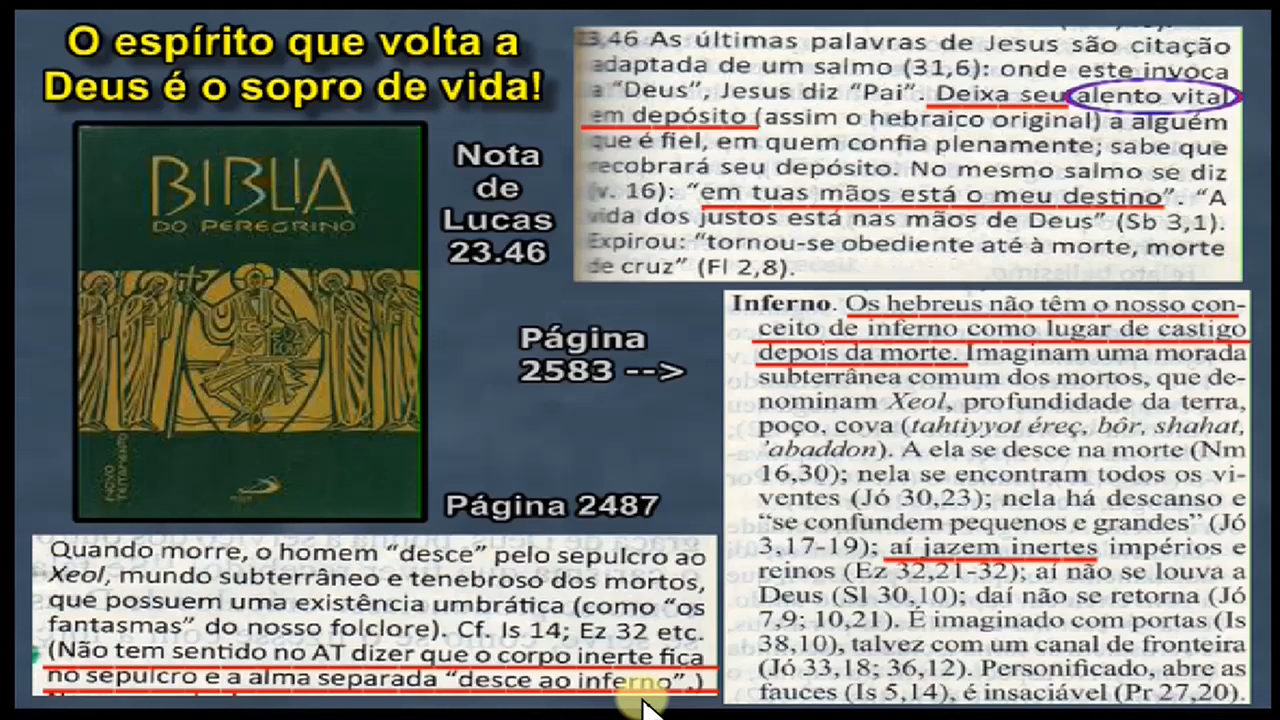 O espírito que volta a
Deus é o sopro de vida!
BIBLIA
DO PEREGRINO
NOVO
TESTAMENTO
Nota
de
Lucas
23.46
23,46 As últimas palavras de Jesus são citação
adaptada de um salmo (31,6): onde este invoca
a “Deus”, Jesus diz “Pai”. Deixa seu alento vital
em depósito (assim o hebraico original) a alguém
que é fiel, em quem confia plenamente; sabe que
recobrará seu depósito. No mesmo salmo se diz
(v. 16): “em tuas mãos está o meu destino”. “A
vida dos justos está nas mãos de Deus” (Sb 3,1).
Expirou: “tornou-se obediente até à morte, morte
de cruz” (Fl 2,8).
Página
2583 -->
Inferno. Os hebreus não têm o nosso con-
ceito de inferno como lugar de castigo
depois da morte. Imaginam uma morada
subterrânea comum dos mortos, que de-
nominam Xeol, profundidade da terra,
poço, cova (tahtiyyot éreç, bôr, shahat,
’abaddon). A ela se desce na morte (Nm
16,30); nela se encontram todos os vi-
ventes (Jó 30,23); nela há descanso e
“se confundem pequenos e grandes” (Jó
3,17-19); aí jazem inertes impérios e
reinos (Ez 32,21-32); aí não se louva a
Deus (Sl 30,10); daí não se retorna (Jó
7,9; 10,21). É imaginado com portas (Is
38,10), talvez com um canal de fronteira
(Jó 33,18; 36,12). Personificado, abre as
fauces (Is 5,14), é insaciável (Pr 27,20).
Página 2487
Quando morre, o homem “desce” pelo sepulcro ao
Xeol, mundo subterrâneo e tenebroso dos mortos,
que possuem uma existência umbrática (como “os
fantasmas” do nosso folclore). Cf. Is 14; Ez 32 etc.
(Não tem sentido no AT dizer que o corpo inerte fica
no sepulcro e a alma separada “desce ao inferno”.)